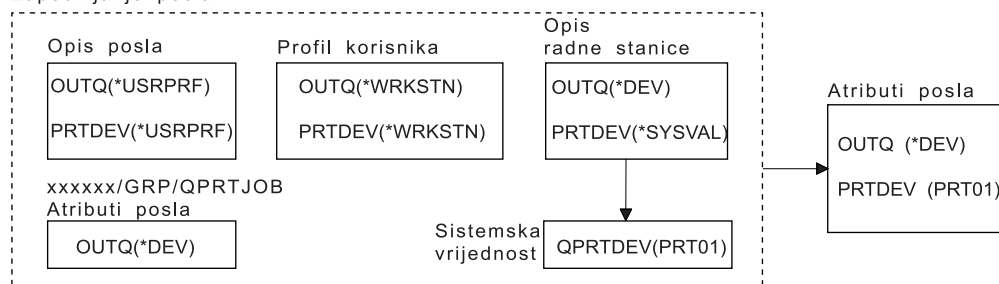 Opis posla
OUTQ(*USRPRF)
PRTDEV(*USRPRF)
Profil korisnika
OUTQ(*WRKSTN)
PRTDEV(*WRKSTN)
Opis
radne stanice
OUTQ(*DEV)
PRTDEV(*SYSVAL)
xxxxxx/GRP/QPRTJOB
Atributi posla
OUTQ(*DEV)
Sistemska
vrijednost
QPRTDEV(PRT01)
Atributi posla
OUTQ (*DEV)
PRTDEV (PRT01)